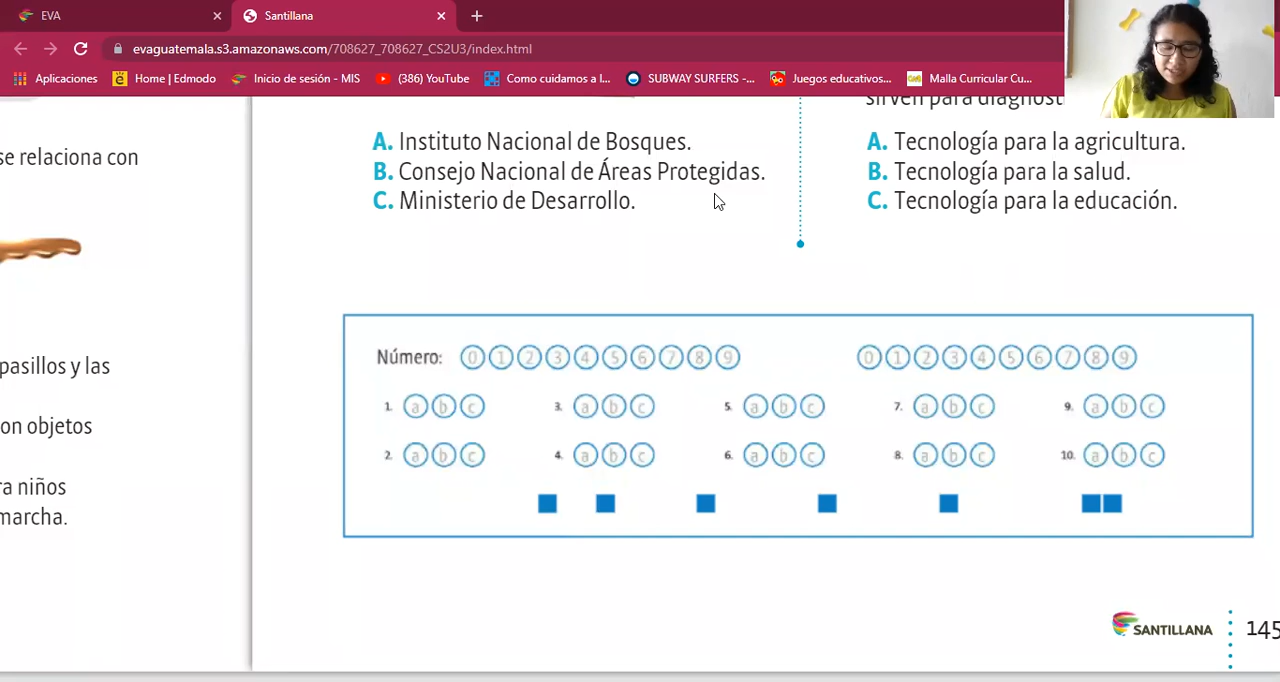 EVA
Santillana
evaguatemala.s3.amazonaws.com/708627_708627_CS2U3/index.html
Aplicaciones
Home | Edmodo
Inicio de sesión - MIS
(386) YouTube
Como cuidamos a l...
SUBWAY SURFERS -...
Juegos educativos...
Malla Curricular Cu...
se relaciona con
pasillos y las
on objetos
ra niños
marcha.
A. Instituto Nacional de Bosques.
B. Consejo Nacional de Áreas Protegidas.
C. Ministerio de Desarrollo.
sirven para diagnost
A. Tecnología para la agricultura.
B. Tecnología para la salud.
C. Tecnología para la educación.
Número: 0 1 2 3 4 5 6 7 8 9 0 1 2 3 4 5 6 7 8 9
1. a b c 3. a b c 5. a b c 7. a b c 9. a b c
2. a b c 4. a b c 6. a b c 8. a b c 10. a b c
SANTILLANA
145